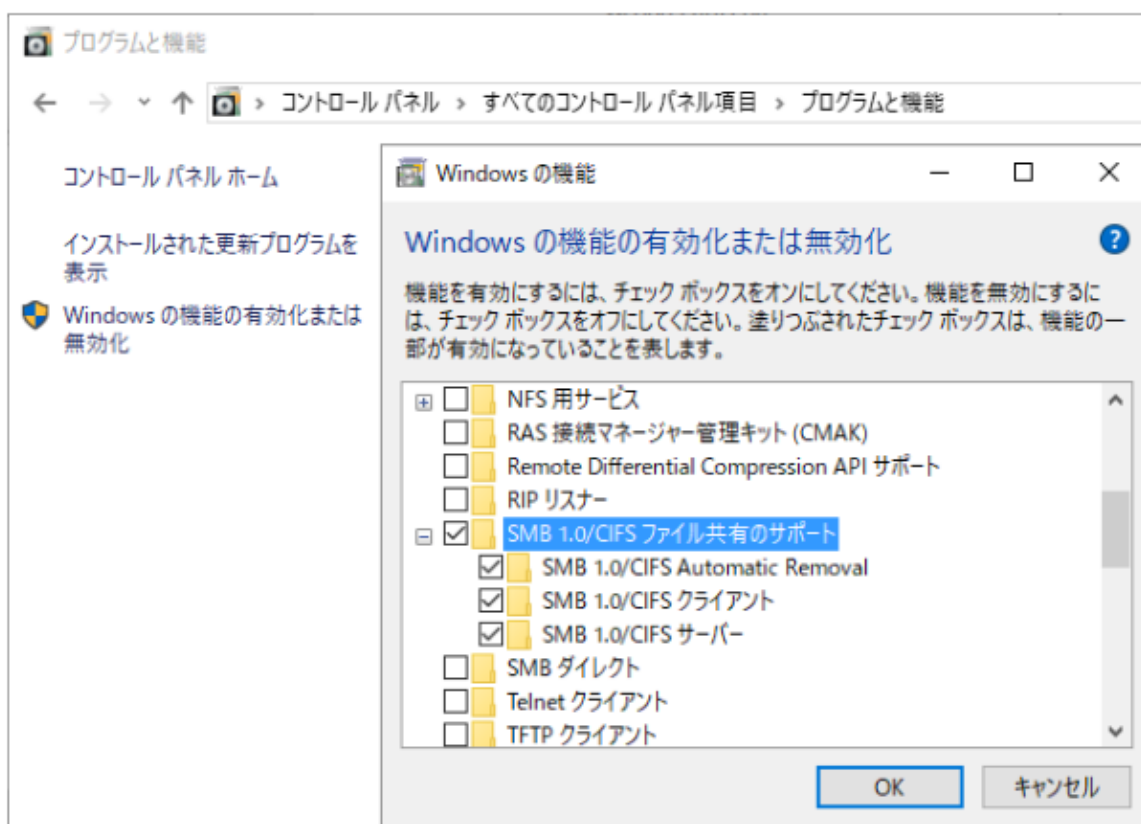 プログラムと機能
コントロール パネル › すべてのコントロール パネル項目 › プログラムと機能
コントロール パネル ホーム
インストールされた更新プログラムを
表示
Windows の機能の有効化または
無効化
Windows の機能
Windows の機能の有効化または無効化
機能を有効にするには、チェック ボックスをオンにしてください。機能を無効にするに
は、チェック ボックスをオフにしてください。塗りつぶされたチェック ボックスは、機能の一
部が有効になっていることを表します。
NFS 用サービス
RAS 接続マネージャー管理キット (CMAK)
Remote Differential Compression API サポート
RIP リスナー
SMB 1.0/CIFS ファイル共有のサポート
SMB 1.0/CIFS Automatic Removal
SMB 1.0/CIFS クライアント
SMB 1.0/CIFS サーバー
SMB ダイレクト
Telnet クライアント
TFTP クライアント
OK
キャンセル